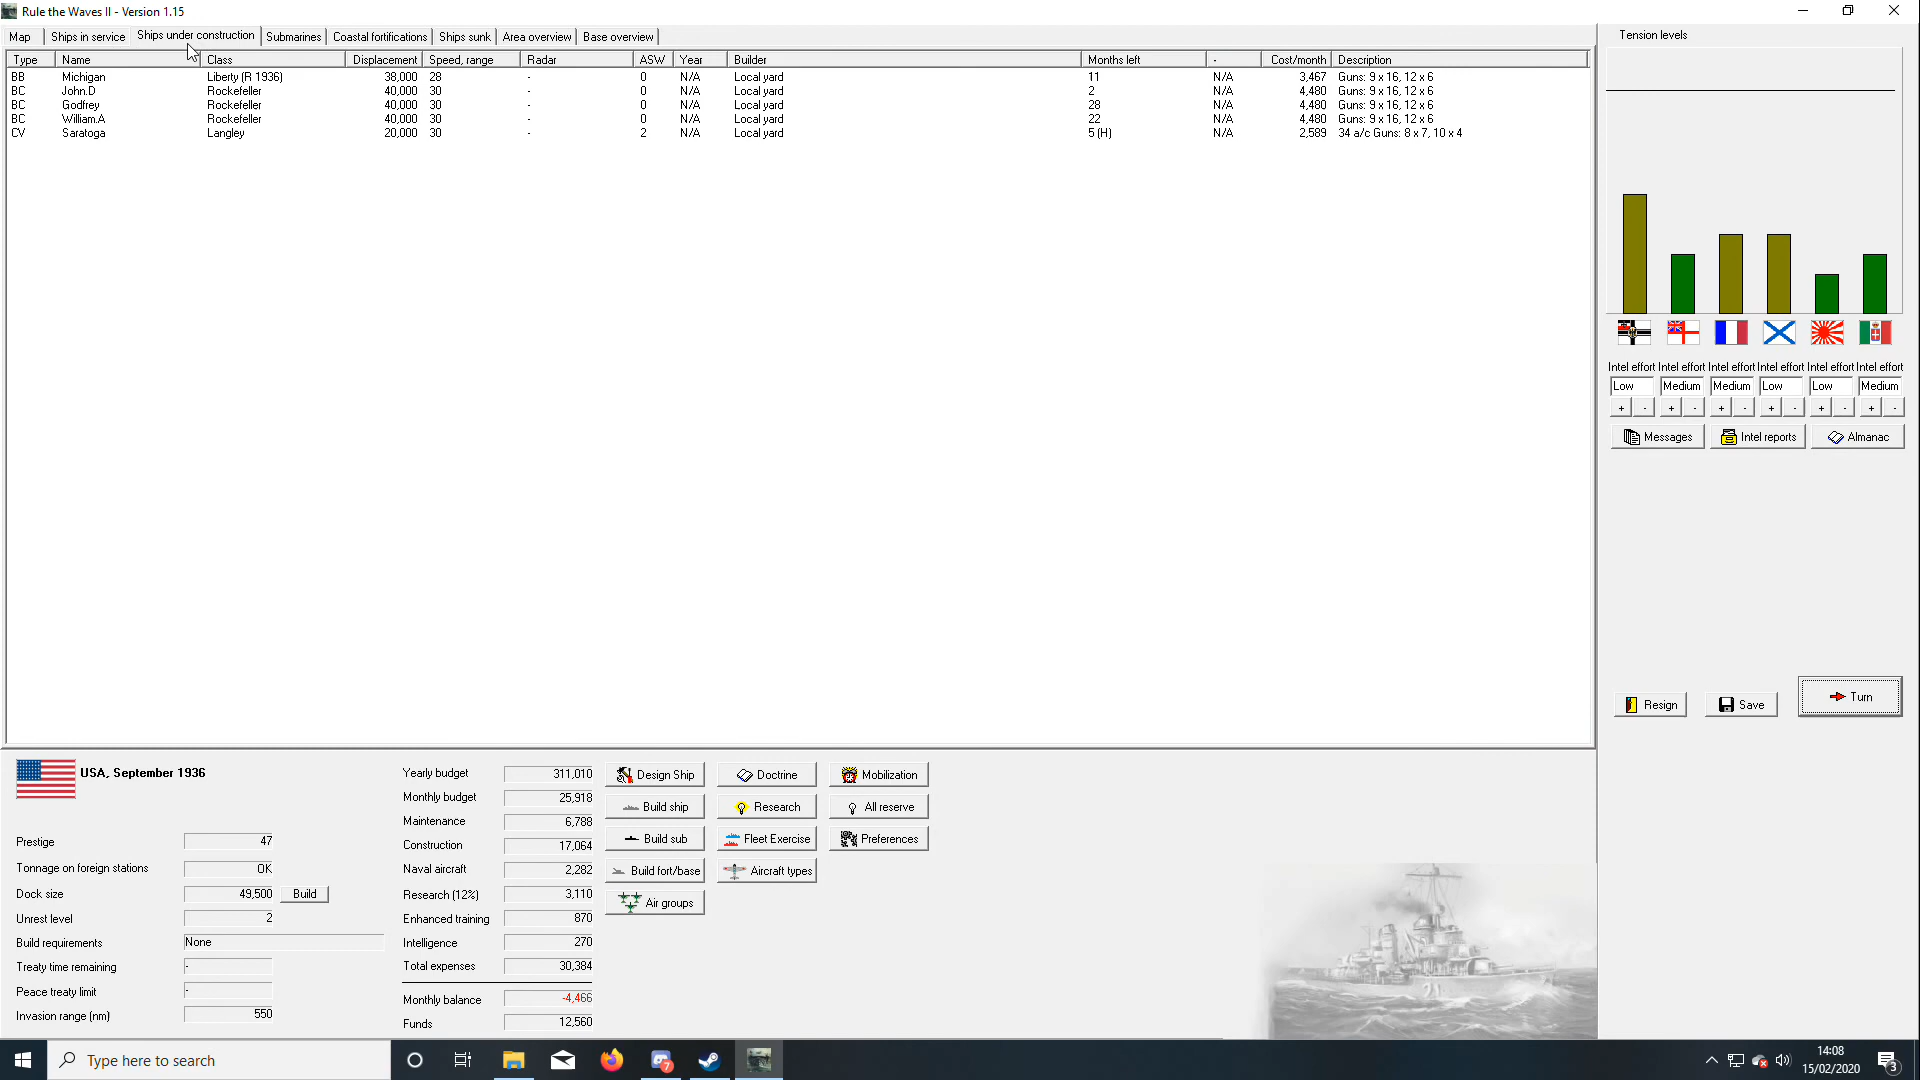 Rule the Waves II - Version 1.15
Map Ships in service Ships under construction Submarines Coastal fortifications Ships sunk Area overview Base overview
Type Name Class Displacement Speed, range Radar ASW Year Builder Months left - Cost/month Description
BB Michigan Liberty (R 1936) 38,000 28 - 0 N/A Local yard 11 N/A 3,467 Guns: 9 x 16, 12 x 6
BC John.D Rockefeller 40,000 30 - 0 N/A Local yard 2 N/A 4,480 Guns: 9 x 16, 12 x 6
BC Godfrey Rockefeller 40,000 30 - 0 N/A Local yard 28 N/A 4,480 Guns: 9 x 16, 12 x 6
BC William.A Rockefeller 40,000 30 - 0 N/A Local yard 22 N/A 4,480 Guns: 9 x 16, 12 x 6
CV Saratoga Langley 20,000 30 - 2 N/A Local yard 5 (H) N/A 2,589 34 a/c Guns: 8 x 7, 10 x 4
Tension levels
Intel effort Intel effort Intel effort Intel effort Intel effort Intel effort
Low Medium Medium Low Low Medium
+ - + - + - + - + - + -
Messages Intel reports Almanac
Resign Save Turn
USA, September 1936
Prestige 47
Tonnage on foreign stations OK
Dock size 49,500 Build
Unrest level 2
Build requirements None
Treaty time remaining -
Peace treaty limit -
Invasion range (nm) 550
Yearly budget 311,010
Monthly budget 25,918
Maintenance 6,788
Construction 17,064
Naval aircraft 2,282
Research (12%) 3,110
Enhanced training 870
Intelligence 270
Total expenses 30,384
Monthly balance -4,466
Funds 12,560
Design Ship Doctrine Mobilization
Build ship Research All reserve
Build sub Fleet Exercise Preferences
Build fort/base Aircraft types
Air groups
Type here to search
7
14:08
15/02/2020
3